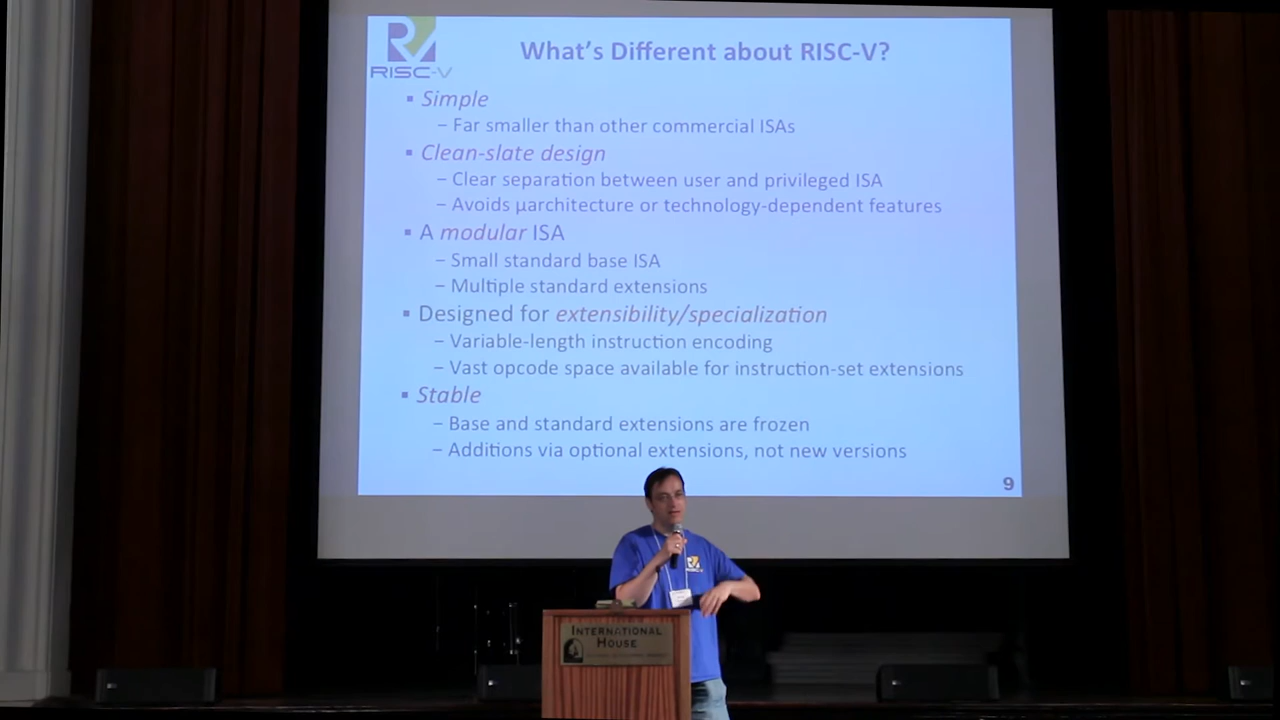 RISC-V
What's Different about RISC-V?
▪ Simple
– Far smaller than other commercial ISAs
▪ Clean-slate design
– Clear separation between user and privileged ISA
– Avoids µarchitecture or technology-dependent features
▪ A modular ISA
– Small standard base ISA
– Multiple standard extensions
▪ Designed for extensibility/specialization
– Variable-length instruction encoding
– Vast opcode space available for instruction-set extensions
▪ Stable
– Base and standard extensions are frozen
– Additions via optional extensions, not new versions
9
RISC-V
INTERNATIONAL
HOUSE